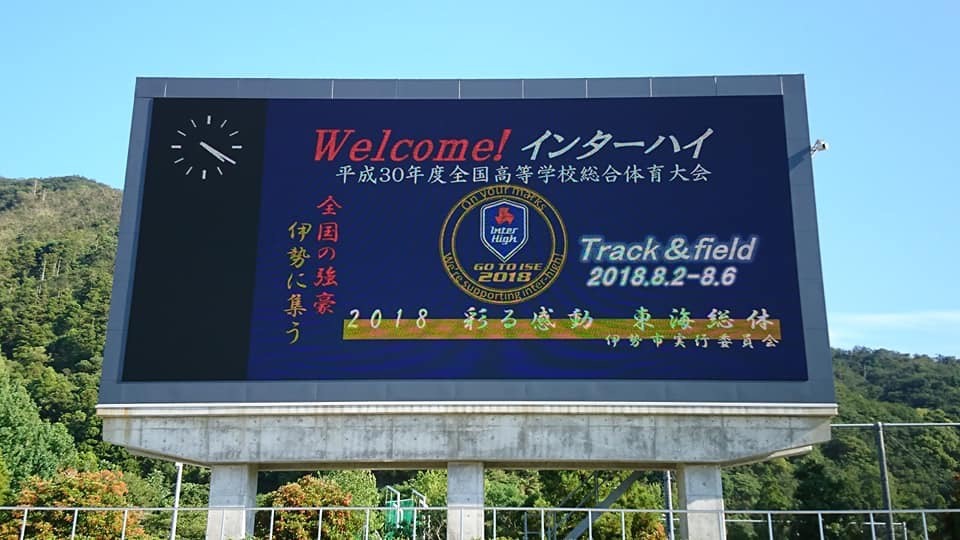 Welcome! インターハイ
平成30年度全国高等学校総合体育大会
全国の強豪
伊勢に集う
On your marks
Inter
High
GO TO ISE
2018
We're supporting inter-high!
Track & field
2018.8.2-8.6
2018 彩る感動 東海総体
伊勢市実行委員会